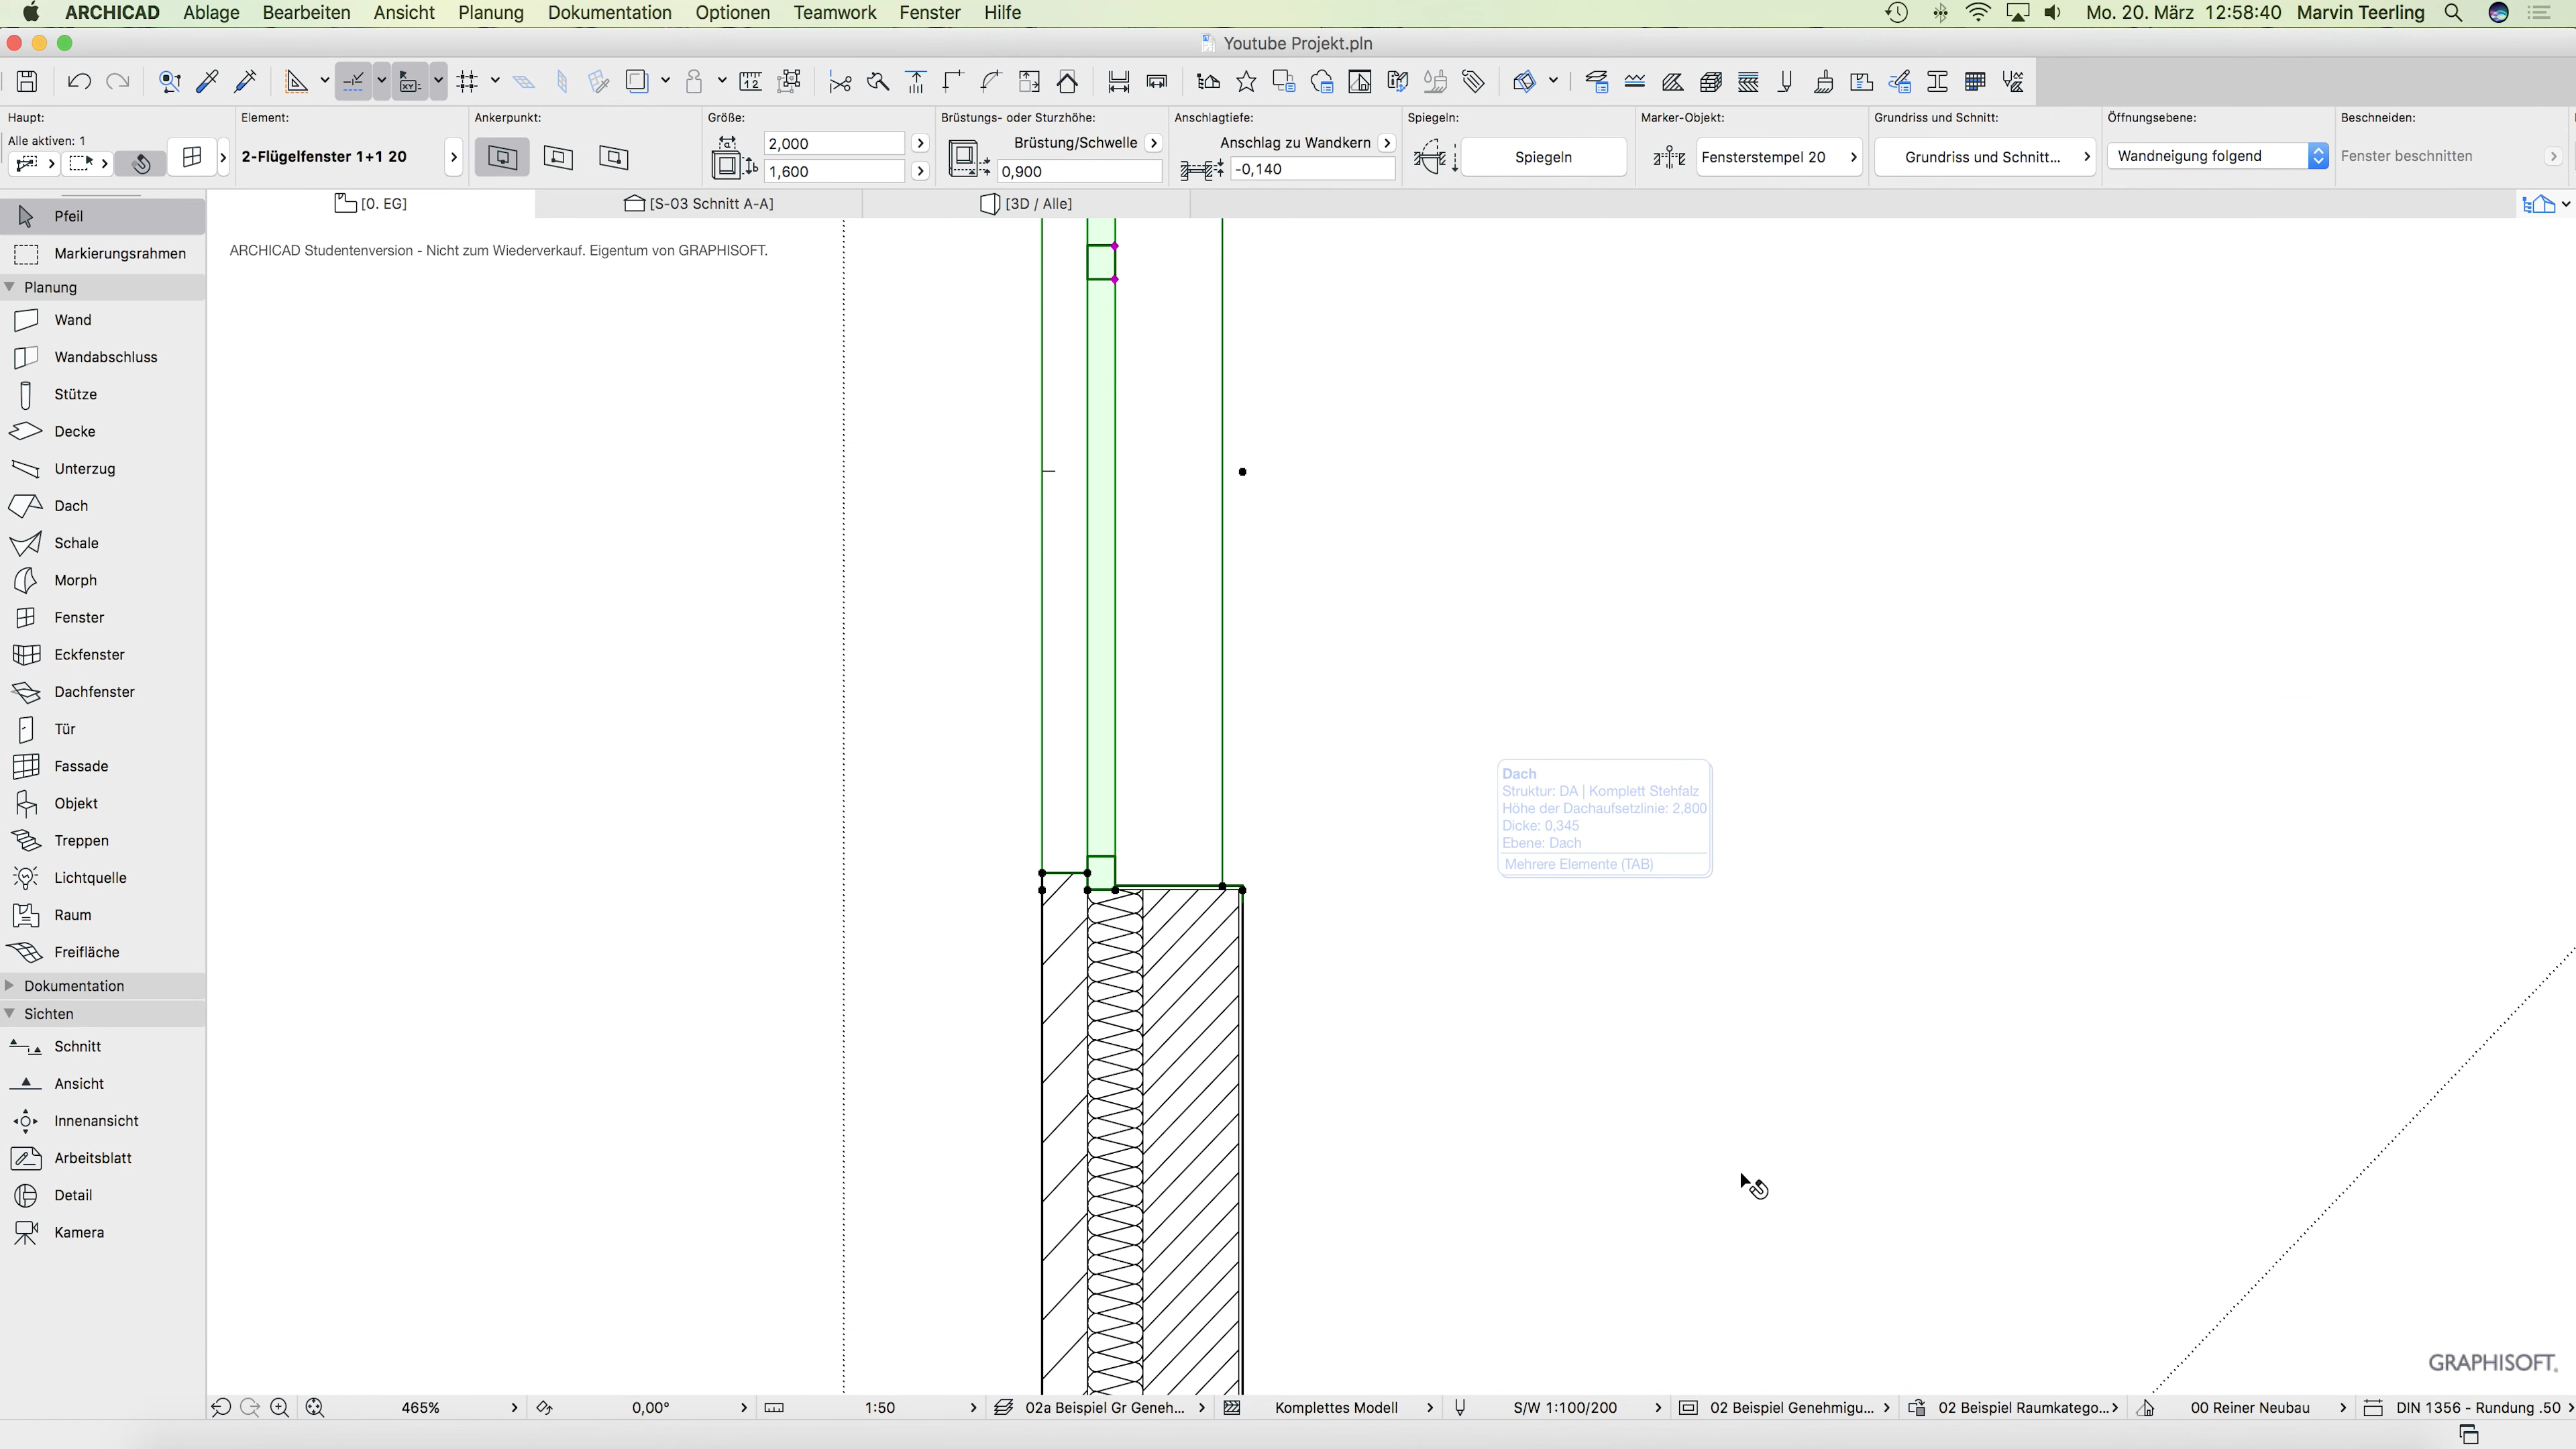 ARCHICAD Ablage Bearbeiten Ansicht Planung Dokumentation Optionen Teamwork Fenster Hilfe Mo. 20. März 12:58:40 Marvin Teerling
Youtube Projekt.pln
Haupt: Element: Ankerpunkt: Größe: Brüstungs- oder Sturzhöhe: Anschlagtiefe: Spiegeln: Marker-Objekt: Grundriss und Schnitt: Öffnungsebene: Beschneiden:
Alle aktiven: 1 2,000 Brüstung/Schwelle Anschlag zu Wandkern
2-Flügelfenster 1+1 20 Spiegeln Fensterstempel 20 Grundriss und Schnitt... Wandneigung folgend Fenster beschnitten
1,600 0,900 -0,140
[0. EG] [S-03 Schnitt A-A] [3D / Alle]
ARCHICAD Studentenversion - Nicht zum Wiederverkauf. Eigentum von GRAPHISOFT.
Pfeil
Markierungsrahmen
Planung
Wand
Wandabschluss
Stütze
Decke
Unterzug
Dach
Schale
Morph
Fenster
Eckfenster
Dachfenster
Tür
Fassade
Objekt
Treppen
Lichtquelle
Raum
Freifläche
Dokumentation
Sichten
Schnitt
Ansicht
Innenansicht
Arbeitsblatt
Detail
Kamera
Dach
Struktur: DA | Komplett Stehfalz
Höhe der Dachaufsetzlinie: 2,800
Dicke: 0,345
Ebene: Dach
Mehrere Elemente (TAB)
GRAPHISOFT.
465% 0,00° 1:50 02a Beispiel Gr Geneh... Komplettes Modell S/W 1:100/200 02 Beispiel Genehmigu... 02 Beispiel Raumkatego... 00 Reiner Neubau DIN 1356 - Rundung .50